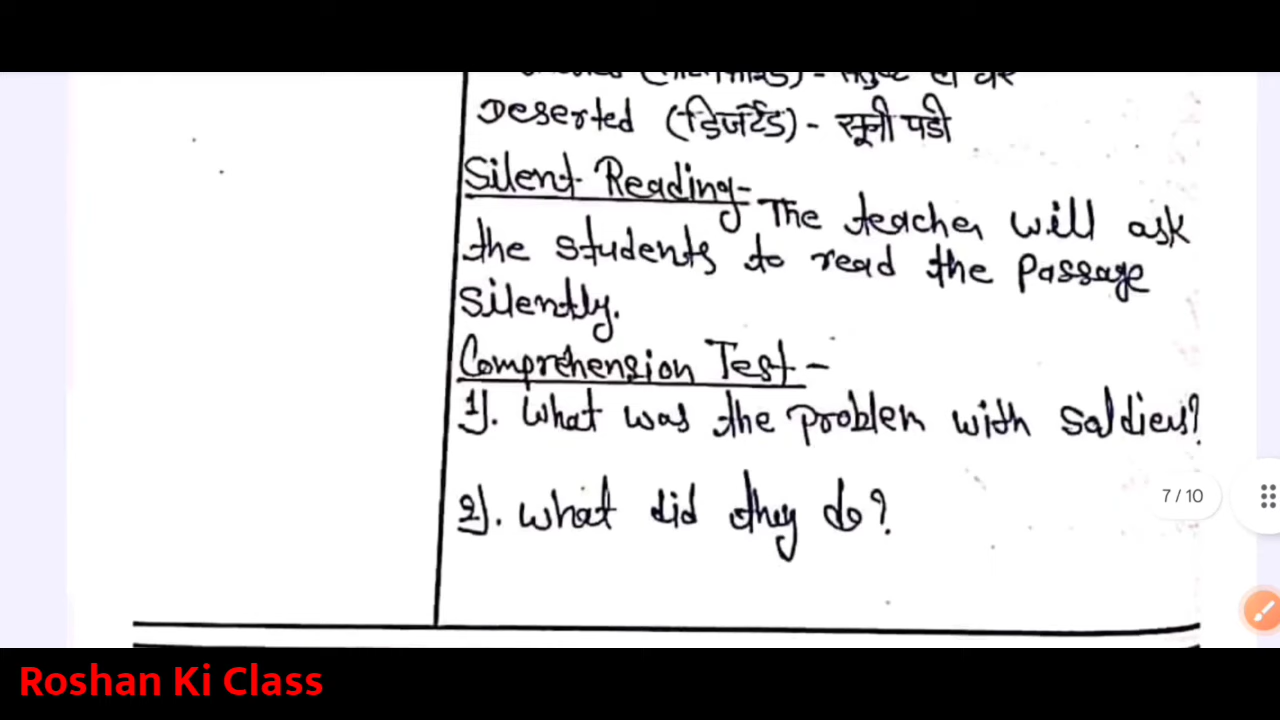 Deserted (डिजर्टेड) - सूनी पडी
Silent Reading-
The teacher will ask
the students to read the Passage
silently.
Comprehension Test -
1). What was the problem with Saldiers?
2). What did they do?
7 / 10
Roshan Ki Class